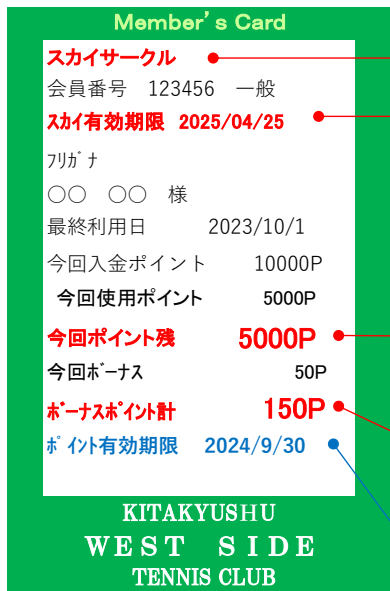 Member's Card
スカイサークル
会員番号　123456　一般
スカイ有効期限　2025/04/25
フリガナ
○○　○○　様
最終利用日　2023/10/1
今回入金ポイント　10000P
今回使用ポイント　5000P
今回ポイント残　5000P
今回ボーナス　50P
ボーナスポイント計　150P
ポイント有効期限　2024/9/30
KITAKYUSHU
WEST　SIDE
TENNIS CLUB